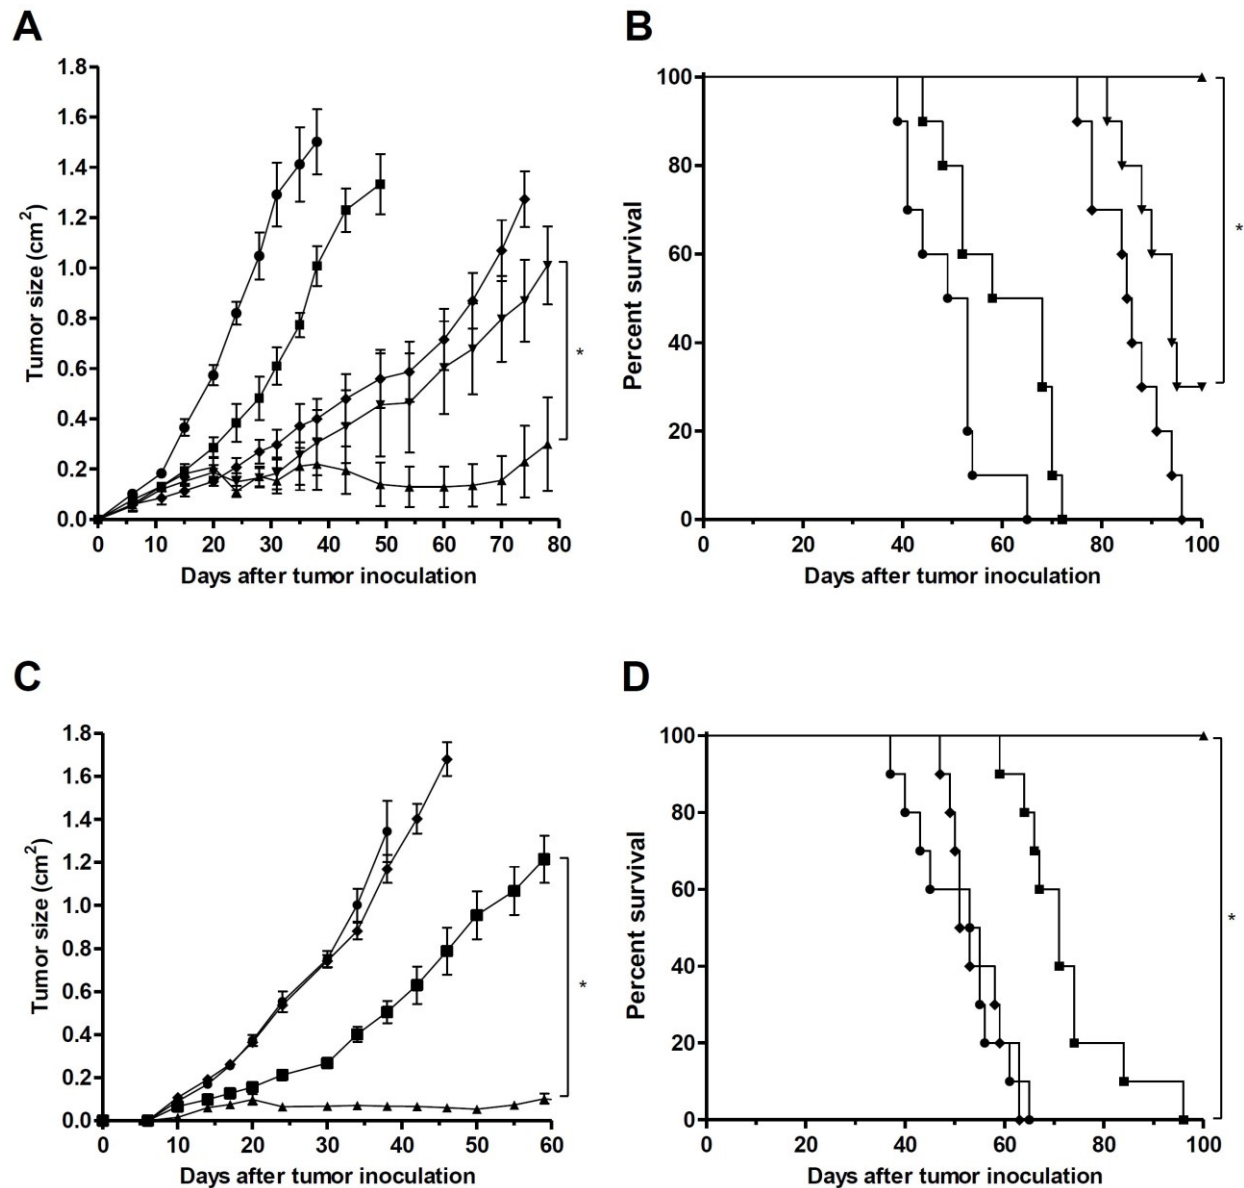 A
B
1.8
1.6
1.4
1.2
1.0
0.8
0.6
0.4
0.2
0.0
Tumor size (cm²)
0 10 20 30 40 50 60 70 80
Days after tumor inoculation
*
100
80
60
40
20
0
Percent survival
0 20 40 60 80 100
Days after tumor inoculation
*
C
D
1.8
1.6
1.4
1.2
1.0
0.8
0.6
0.4
0.2
0.0
Tumor size (cm²)
0 10 20 30 40 50 60
Days after tumor inoculation
*
100
80
60
40
20
0
Percent survival
0 20 40 60 80 100
Days after tumor inoculation
*